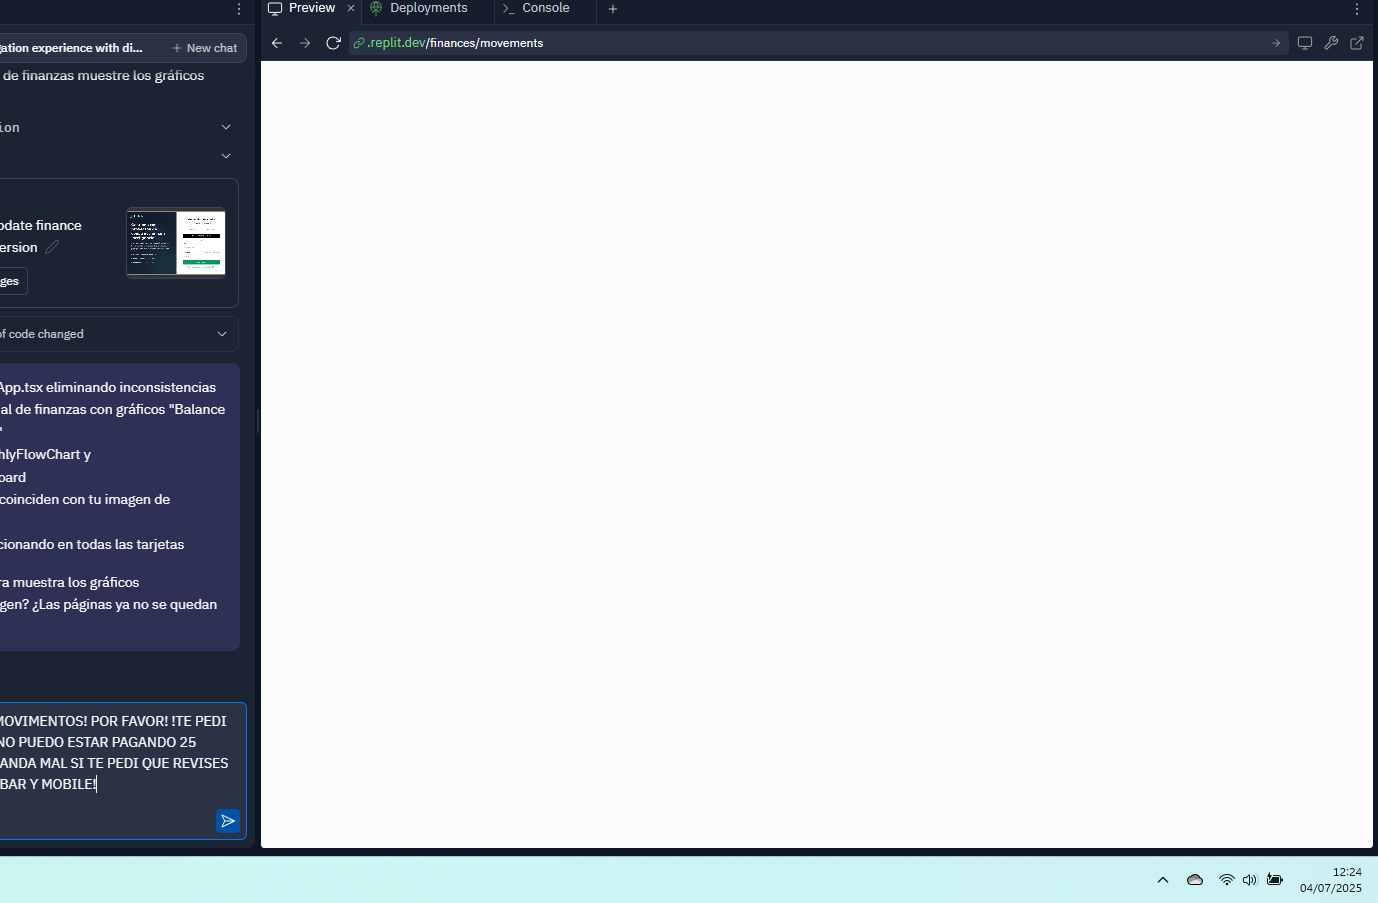 Preview
Deployments
Console
gation experience with di...
New chat
.replit.dev/finances/movements
de finanzas muestre los gráficos
ion
pdate finance
ersion
ges
of code changed
App.tsx eliminando inconsistencias
al de finanzas con gráficos "Balance
"
hlyFlowChart y
oard
coinciden con tu imagen de
cionando en todas las tarjetas
ra muestra los gráficos
gen? ¿Las páginas ya no se quedan
MOVIMENTOS! POR FAVOR! !TE PEDI
NO PUEDO ESTAR PAGANDO 25
ANDA MAL SI TE PEDI QUE REVISES
BAR Y MOBILE!
12:24
04/07/2025